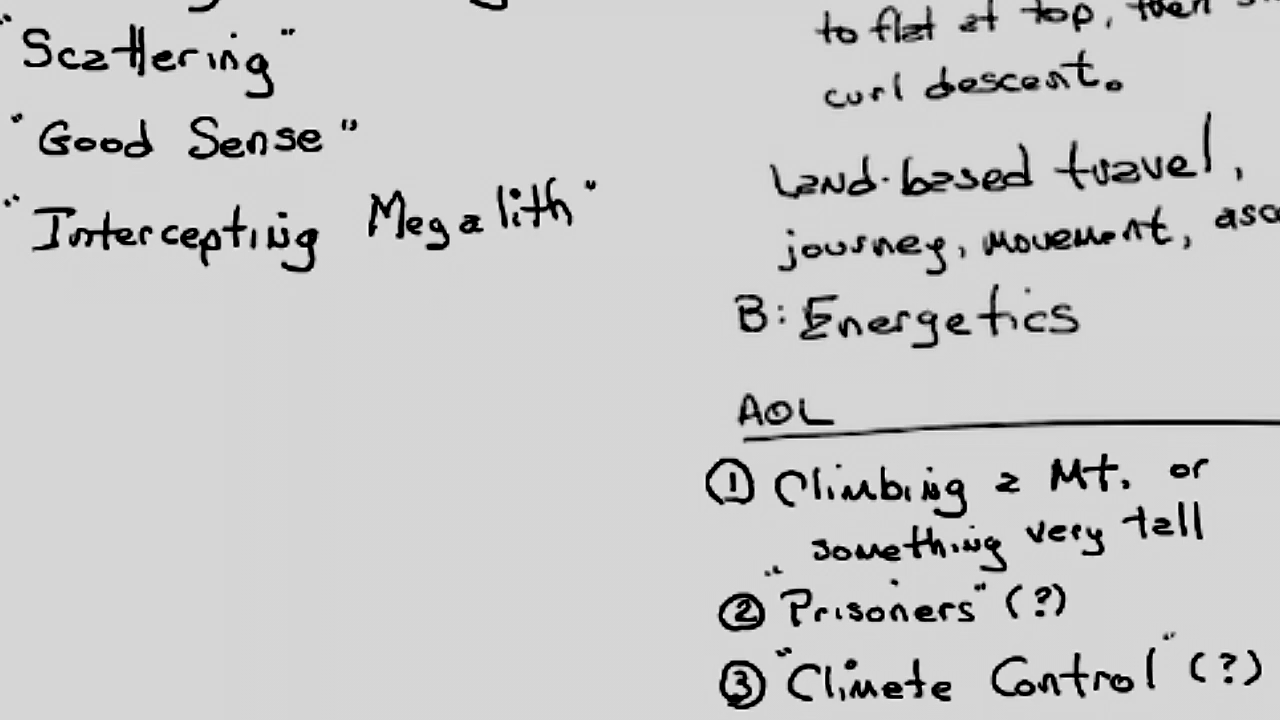 "Scattering"
"Good Sense"
"Intercepting Megalith"
to flat at top, then
curl descent.
Land-based travel,
journey, movement,
B: Energetics
AOL
① Climbing a Mt. or
something very tall
② "Prisoners" (?)
③ "Climate Control" (?)